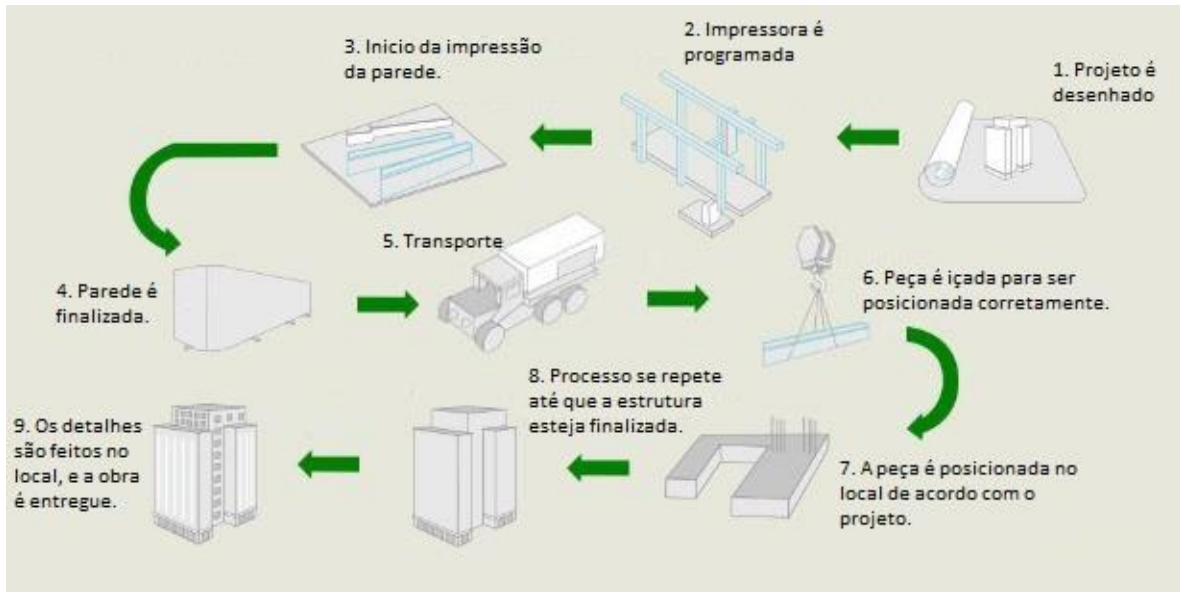 1. Projeto é
desenhado
2. Impressora é
programada
3. Inicio da impressão
da parede.
4. Parede é
finalizada.
5. Transporte
6. Peça é içada para ser
posicionada corretamente.
7. A peça é posicionada no
local de acordo com o
projeto.
8. Processo se repete
até que a estrutura
esteja finalizada.
9. Os detalhes
são feitos no
local, e a obra
é entregue.